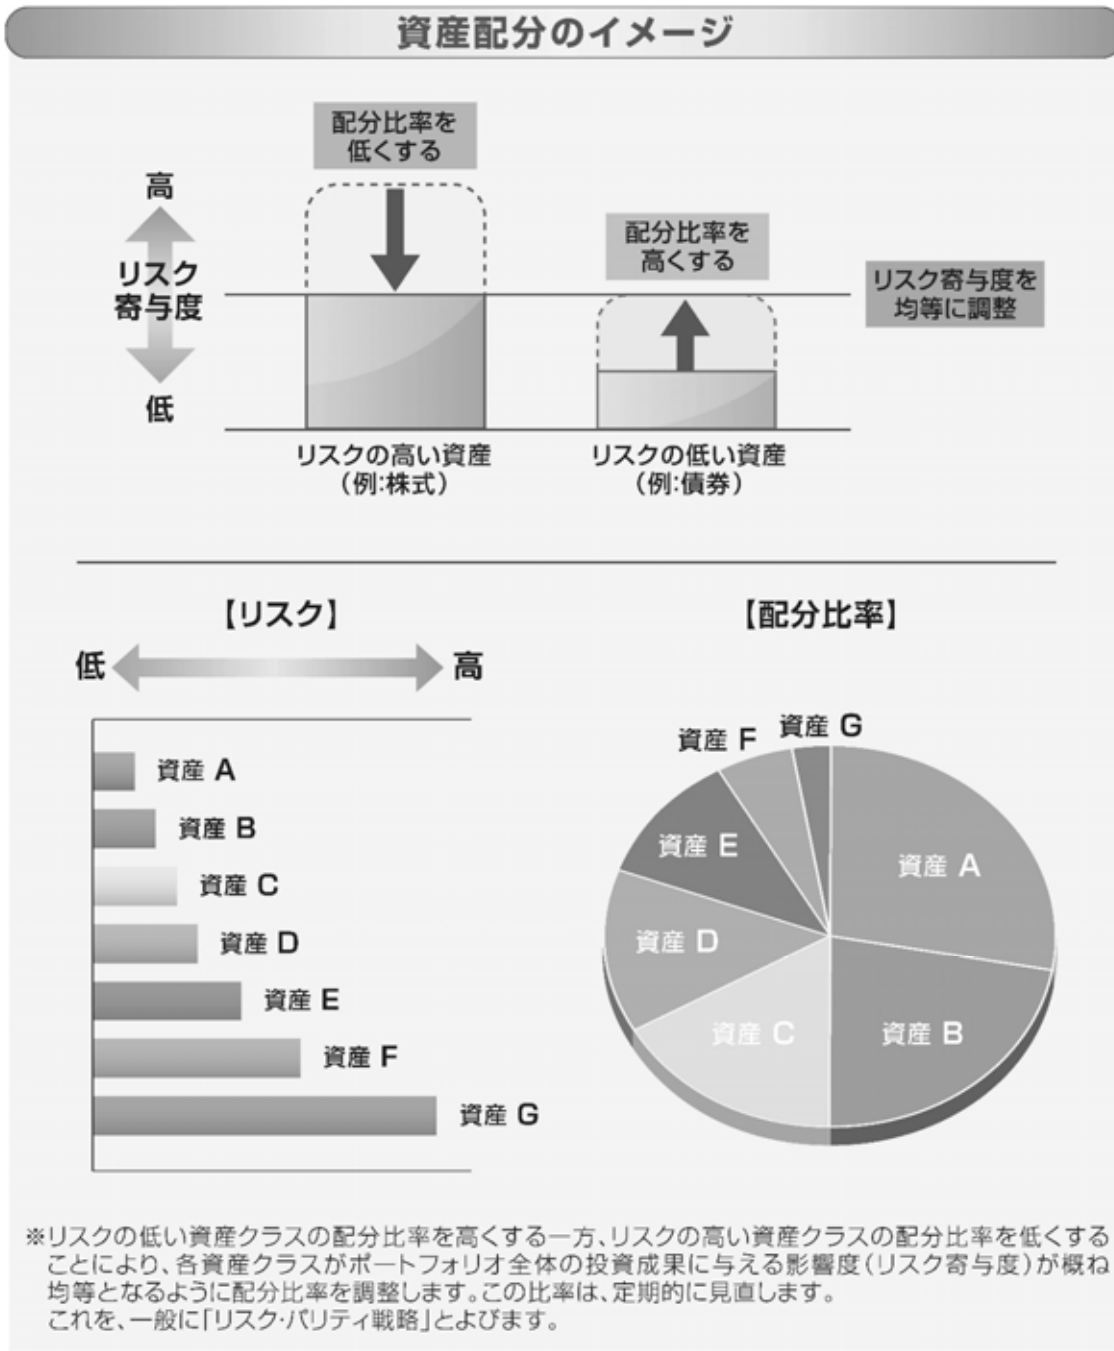 資産配分のイメージ
配分比率を
低くする
高
リスク
寄与度
低
配分比率を
高くする
リスク寄与度を
均等に調整
リスクの高い資産
(例:株式)
リスクの低い資産
(例:債券)
【リスク】
低
高
資産 A
資産 B
資産 C
資産 D
資産 E
資産 F
資産 G
【配分比率】
資産 F
資産 G
資産 E
資産 A
資産 D
資産 C
資産 B
※リスクの低い資産クラスの配分比率を高くする一方、リスクの高い資産クラスの配分比率を低くする
ことにより、各資産クラスがポートフォリオ全体の投資成果に与える影響度(リスク寄与度)が概ね
均等となるように配分比率を調整します。この比率は、定期的に見直します。
これを、一般に「リスク・パリティ戦略」とよびます。